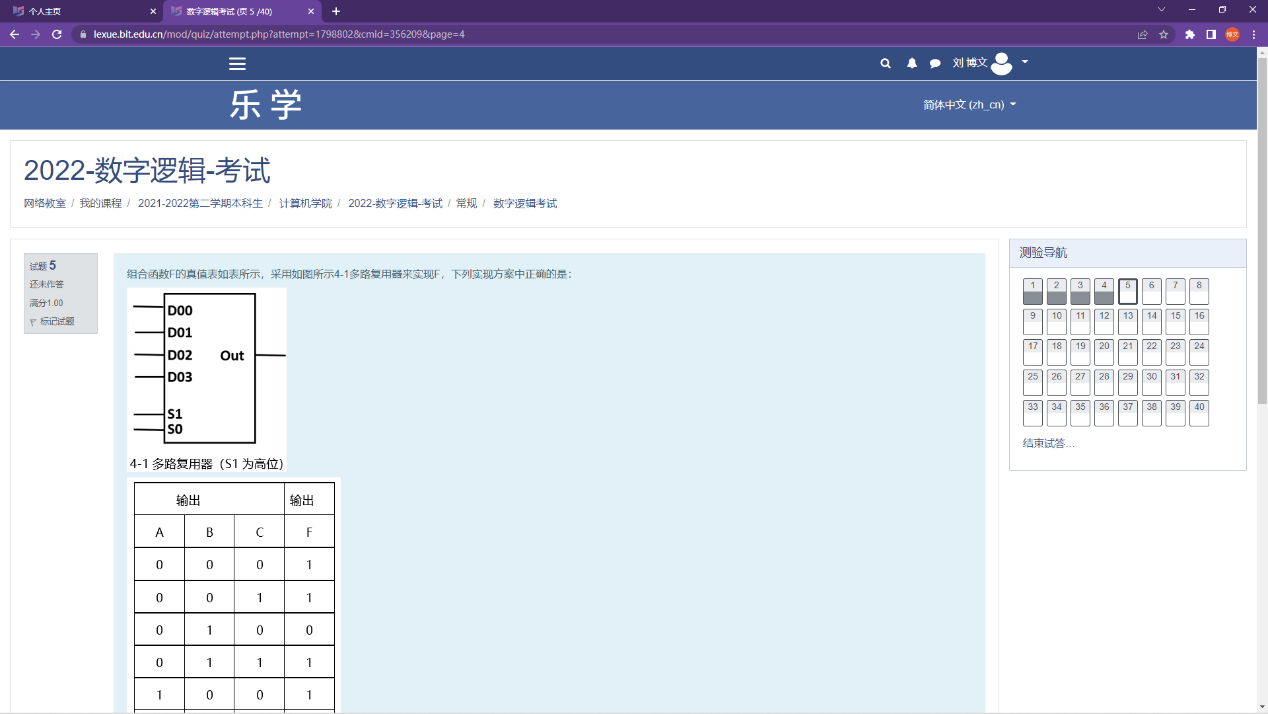 个人主页
数字逻辑考试 (页 5 /40)
lexue.bit.edu.cn/mod/quiz/attempt.php?attempt=1798802&cmid=356209&page=4
博文
刘 博文
乐 学
简体中文 (zh_cn)
2022-数字逻辑-考试
网络教室 / 我的课程 / 2021-2022第二学期本科生 / 计算机学院 / 2022-数字逻辑-考试 / 常规 / 数字逻辑考试
试题 5
还未作答
满分1.00
标记试题
组合函数F的真值表如表所示，采用如图所示4-1多路复用器来实现F，下列实现方案中正确的是：
D00
D01
D02 Out
D03
S1
S0
4-1 多路复用器（S1 为高位）
输出 输出
A B C F
0 0 0 1
0 0 1 1
0 1 0 0
0 1 1 1
1 0 0 1
测验导航
1 2 3 4 5 6 7 8
9 10 11 12 13 14 15 16
17 18 19 20 21 22 23 24
25 26 27 28 29 30 31 32
33 34 35 36 37 38 39 40
结束试答...